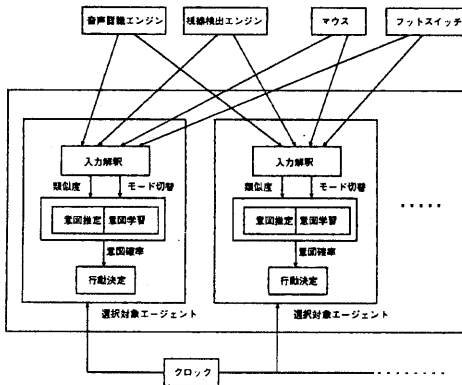 音声認識エンジン
視線検出エンジン
マウス
フットスイッチ
入力解釈
類似度
モード切替
意図推定
意図学習
意図確率
行動決定
選択対象エージェント
入力解釈
類似度
モード切替
意図推定
意図学習
意図確率
行動決定
選択対象エージェント
クロック